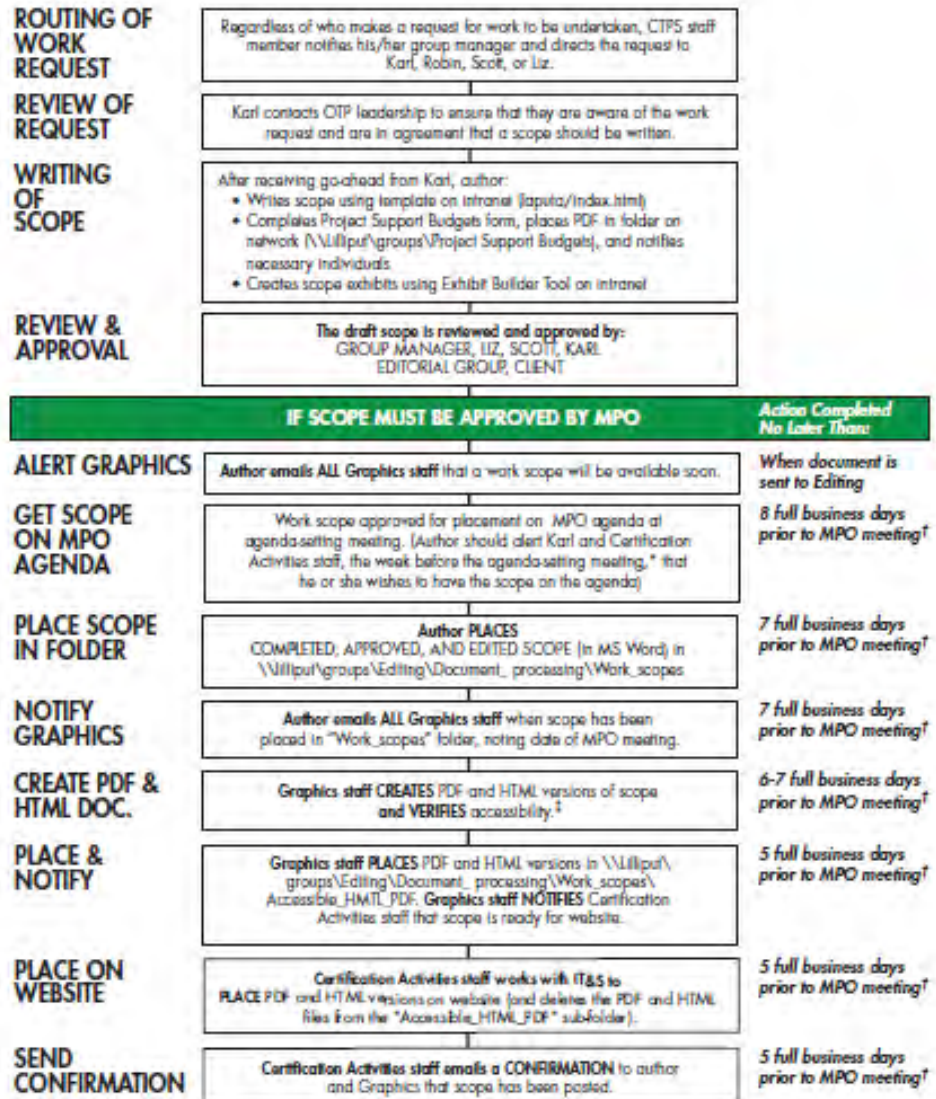 ROUTING OF
WORK
REQUEST
Regardless of who makes a request for work to be undertaken, CTPS staff
member notifies his/her group manager and directs the request to
Karl, Robin, Scott, or Liz.
REVIEW OF
REQUEST
Karl contacts OTP leadership to ensure that they are aware of the work
request and are in agreement that a scope should be written.
WRITING
OF
SCOPE
After receiving go-ahead from Karl, author:
• Writes scope using template on intranet (laputa/index.html)
• Completes Project Support Budgets form, places PDF in folder on
network (\\Lilliput\groups\Project Support Budgets), and notifies
necessary individuals
• Creates scope exhibits using Exhibit Builder Tool on intranet
REVIEW &
APPROVAL
The draft scope is reviewed and approved by:
GROUP MANAGER, LIZ, SCOTT, KARL
EDITORIAL GROUP, CLIENT
IF SCOPE MUST BE APPROVED BY MPO
Action Completed
No Later Than:
ALERT GRAPHICS
Author emails ALL Graphics staff that a work scope will be available soon.
When document is
sent to Editing
GET SCOPE
ON MPO
AGENDA
Work scope approved for placement on MPO agenda at
agenda-setting meeting. (Author should alert Karl and Certification
Activities staff, the week before the agenda-setting meeting,* that
he or she wishes to have the scope on the agenda)
8 full business days
prior to MPO meeting†
PLACE SCOPE
IN FOLDER
Author PLACES
COMPLETED, APPROVED, AND EDITED SCOPE (in MS Word) in
\\Lilliput\groups\Editing\Document_ processing\Work_scopes
7 full business days
prior to MPO meeting†
NOTIFY
GRAPHICS
Author emails ALL Graphics staff when scope has been
placed in "Work_scopes" folder, noting date of MPO meeting.
7 full business days
prior to MPO meeting†
CREATE PDF &
HTML DOC.
Graphics staff CREATES PDF and HTML versions of scope
and VERIFIES accessibility.‡
6-7 full business days
prior to MPO meeting†
PLACE &
NOTIFY
Graphics staff PLACES PDF and HTML versions in \\Lilliput\
groups\Editing\Document_ processing\Work_scopes\
Accessible_HMTL_PDF. Graphics staff NOTIFIES Certification
Activities staff that scope is ready for website.
5 full business days
prior to MPO meeting†
PLACE ON
WEBSITE
Certification Activities staff works with IT&S to
PLACE PDF and HTML versions on website (and deletes the PDF and HTML
files from the "Accessible_HTML_PDF" sub-folder).
5 full business days
prior to MPO meeting†
SEND
CONFIRMATION
Certification Activities staff emails a CONFIRMATION to author
and Graphics that scope has been posted.
5 full business days
prior to MPO meeting†